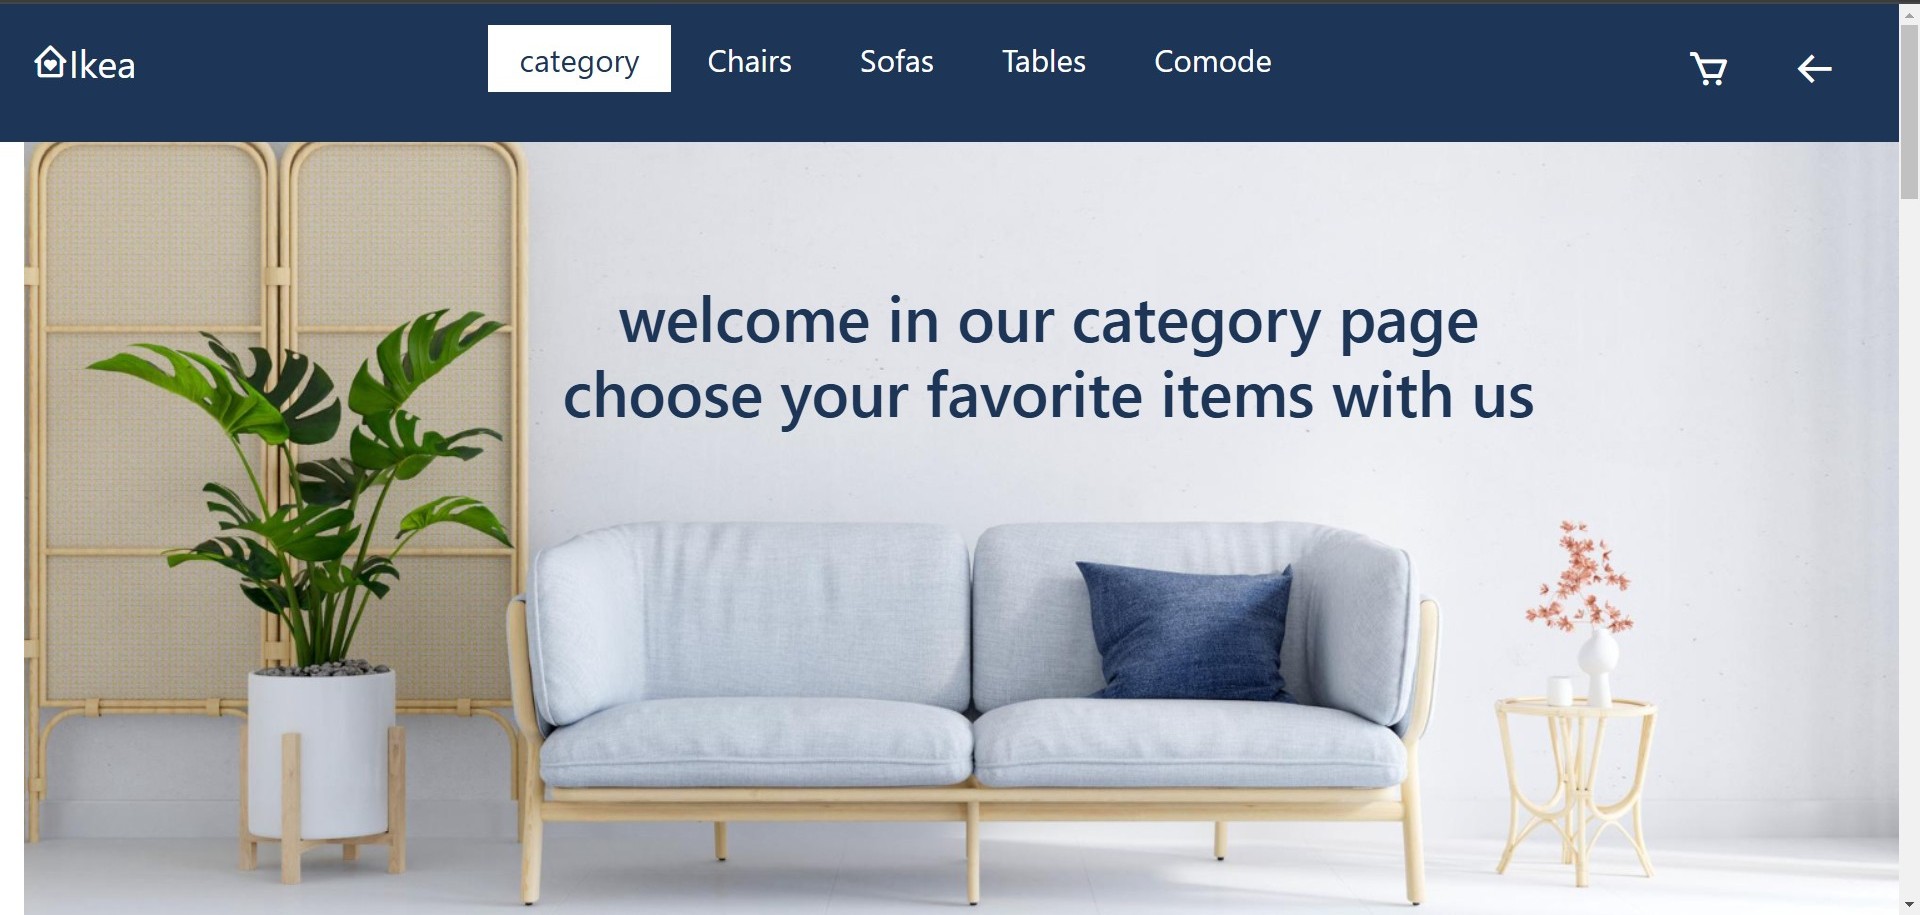 Ikea
category
Chairs
Sofas
Tables
Comode
welcome in our category page
choose your favorite items with us